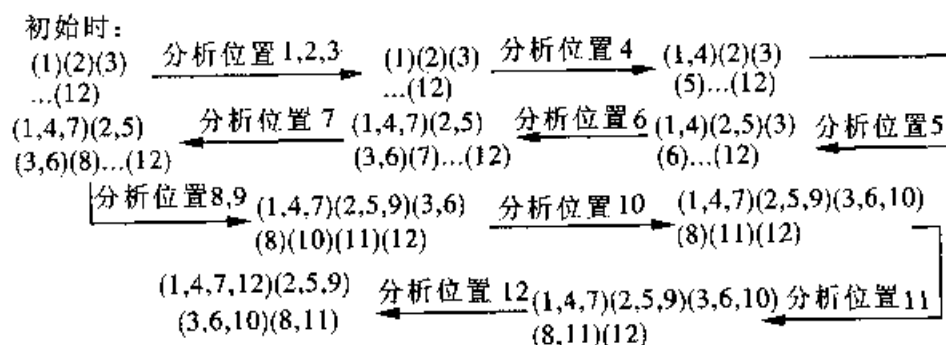 初始时：
(1)(2)(3)
...(12)
分析位置1,2,3
(1)(2)(3)
...(12)
分析位置4
(1,4)(2)(3)
(5)...(12)
分析位置5
(1,4)(2,5)(3)
(6)...(12)
分析位置6
(1,4,7)(2,5)
(3,6)(7)...(12)
分析位置7
(1,4,7)(2,5)
(3,6)(8)...(12)
分析位置8,9
(1,4,7)(2,5,9)(3,6)
(8)(10)(11)(12)
分析位置10
(1,4,7)(2,5,9)(3,6,10)
(8)(11)(12)
分析位置11
(1,4,7)(2,5,9)(3,6,10)
(8,11)(12)
分析位置12
(1,4,7,12)(2,5,9)
(3,6,10)(8,11)